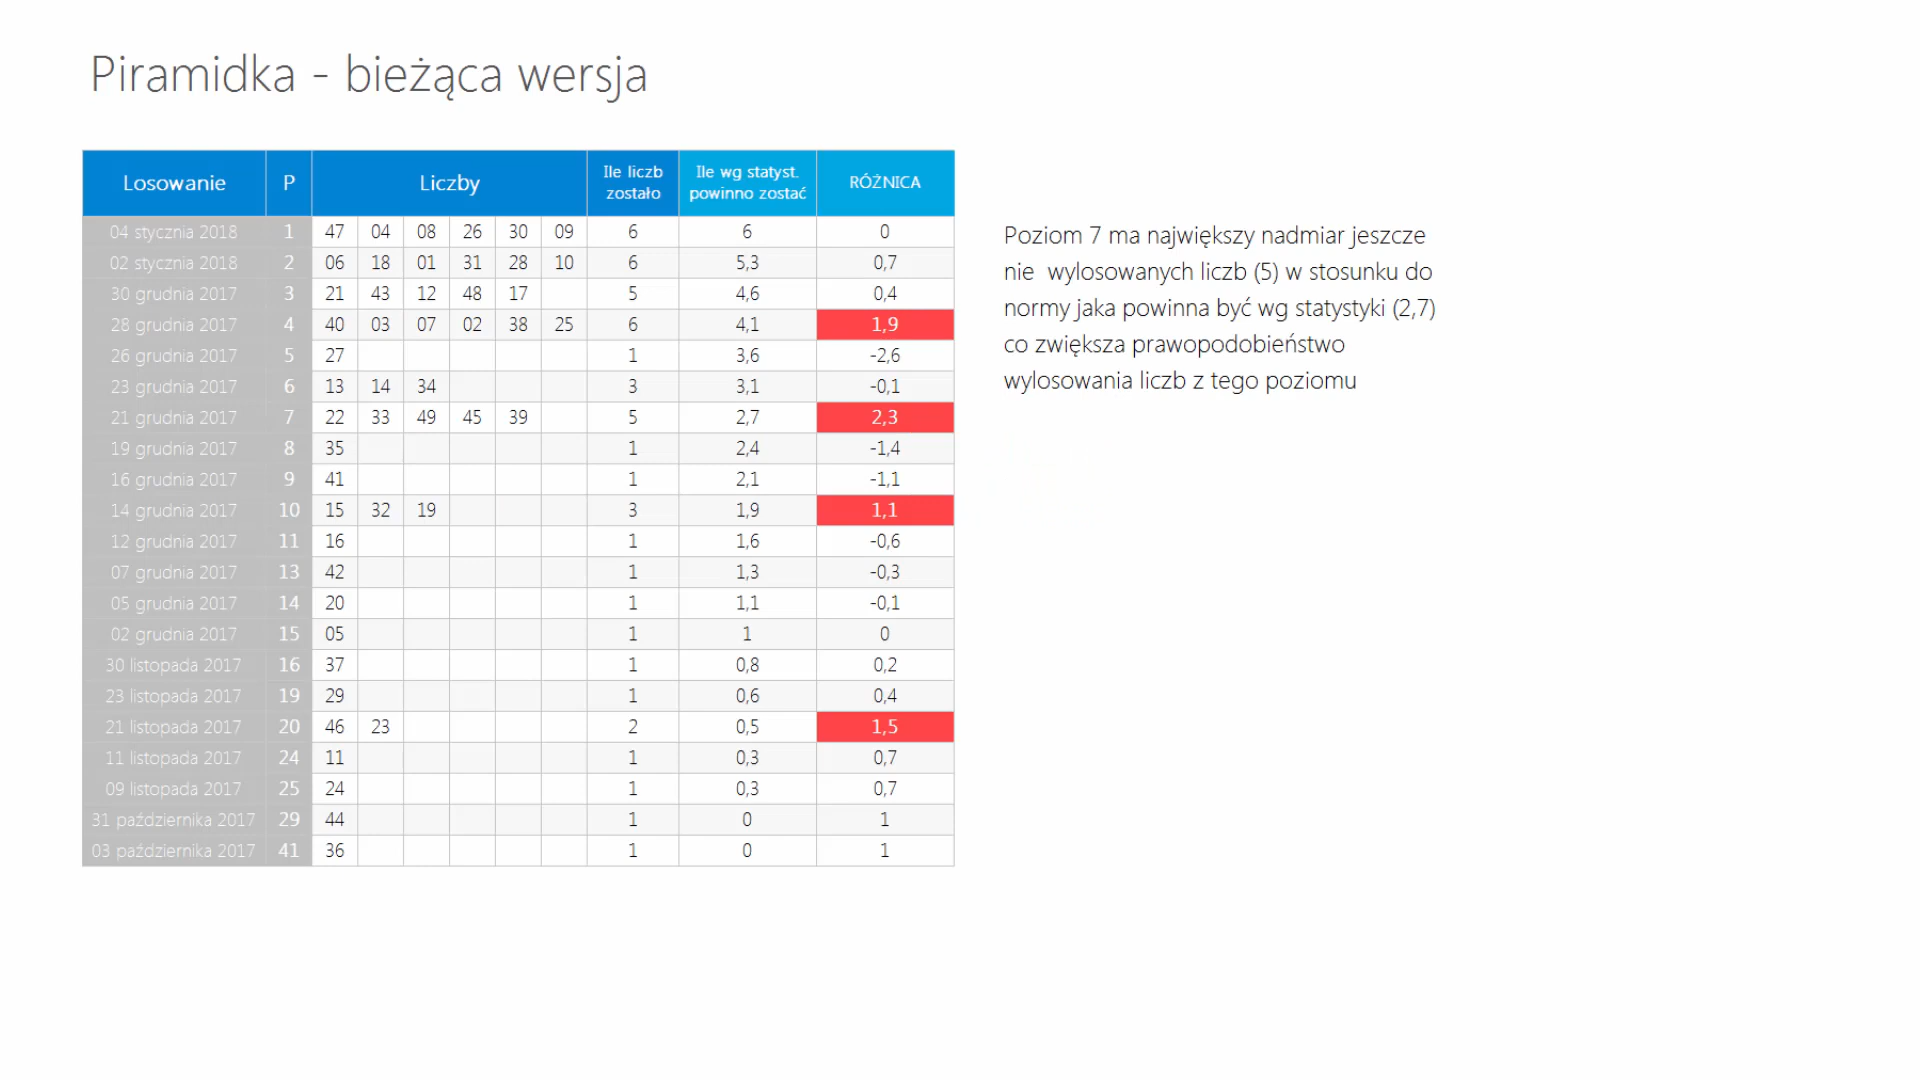 Piramidka - bieżąca wersja
Losowanie P Liczby Ile liczb zostało Ile wg statyst. powinno zostać RÓŻNICA
04 stycznia 2018 1 47 04 08 26 30 09 6 6 0
02 stycznia 2018 2 06 18 01 31 28 10 6 5,3 0,7
30 grudnia 2017 3 21 43 12 48 17 5 4,6 0,4
28 grudnia 2017 4 40 03 07 02 38 25 6 4,1 1,9
26 grudnia 2017 5 27 1 3,6 -2,6
23 grudnia 2017 6 13 14 34 3 3,1 -0,1
21 grudnia 2017 7 22 33 49 45 39 5 2,7 2,3
19 grudnia 2017 8 35 1 2,4 -1,4
16 grudnia 2017 9 41 1 2,1 -1,1
14 grudnia 2017 10 15 32 19 3 1,9 1,1
12 grudnia 2017 11 16 1 1,6 -0,6
07 grudnia 2017 13 42 1 1,3 -0,3
05 grudnia 2017 14 20 1 1,1 -0,1
02 grudnia 2017 15 05 1 1 0
30 listopada 2017 16 37 1 0,8 0,2
23 listopada 2017 19 29 1 0,6 0,4
21 listopada 2017 20 46 23 2 0,5 1,5
11 listopada 2017 24 11 1 0,3 0,7
09 listopada 2017 25 24 1 0,3 0,7
31 października 2017 29 44 1 0 1
03 października 2017 41 36 1 0 1
Poziom 7 ma największy nadmiar jeszcze
nie wylosowanych liczb (5) w stosunku do
normy jaka powinna być wg statystyki (2,7)
co zwiększa prawopodobieństwo
wylosowania liczb z tego poziomu